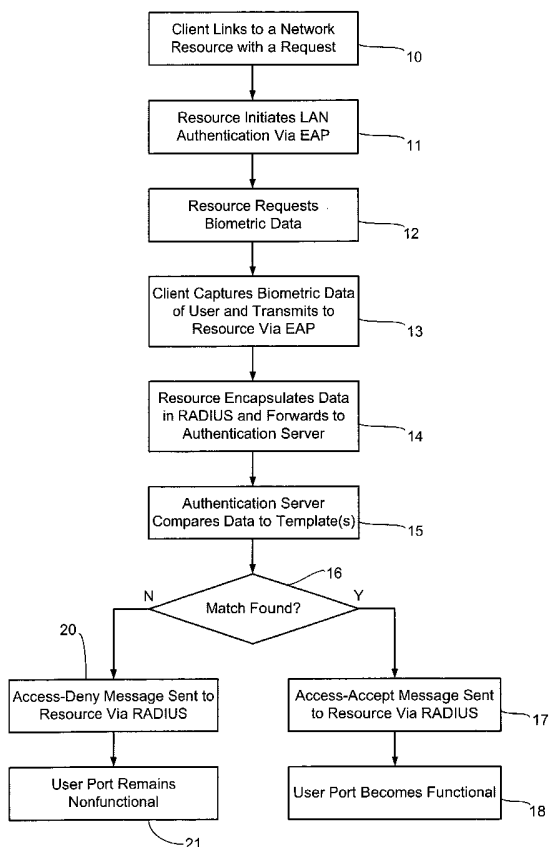 Client Links to a Network
Resource with a Request
10
Resource Initiates LAN
Authentication Via EAP
11
Resource Requests
Biometric Data
12
Client Captures Biometric Data
of User and Transmits to
Resource Via EAP
13
Resource Encapsulates Data
in RADIUS and Forwards to
Authentication Server
14
Authentication Server
Compares Data to Template(s)
15
16
N
Match Found?
Y
20
Access-Deny Message Sent to
Resource Via RADIUS
Access-Accept Message Sent
to Resource Via RADIUS
17
User Port Remains
Nonfunctional
21
User Port Becomes Functional
18